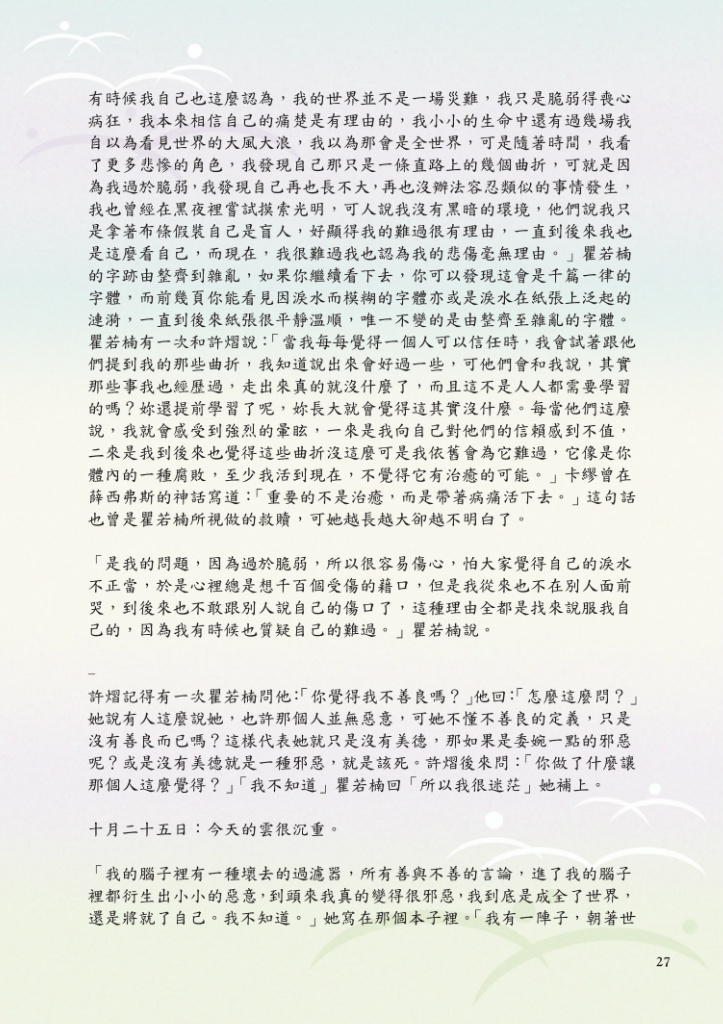 有時候我自己也這麼認為，我的世界並不是一場災難，我只是脆弱得喪心
病狂，我本來相信自己的痛楚是有理由的，我小小的生命中還有過幾場我
自以為看見世界的大風大浪，我以為那會是全世界，可是隨著時間，我看
了更多悲慘的角色，我發現自己那只是一條直路上的幾個曲折，可就是因
為我過於脆弱，我發現自己再也長不大，再也沒辦法容忍類似的事情發生，
我也曾經在黑夜裡嘗試摸索光明，可人說我沒有黑暗的環境，他們說我只
是拿著布條假裝自己是盲人，好顯得我的難過很有理由，一直到後來我也
是這麼看自己，而現在，我很難過我也認為我的悲傷毫無理由。」瞿若楠
的字跡由整齊到雜亂，如果你繼續看下去，你可以發現這會是千篇一律的
字體，而前幾頁你能看見因淚水而模糊的字體亦或是淚水在紙張上泛起的
漣漪，一直到後來紙張很平靜溫順，唯一不變的是由整齊至雜亂的字體。
瞿若楠有一次和許熠說：「當我每每覺得一個人可以信任時，我會試著跟他
們提到我的那些曲折，我知道說出來會好過一些，可他們會和我說，其實
那些事我也經歷過，走出來真的就沒什麼了，而且這不是人人都需要學習
的嗎？妳還提前學習了呢，妳長大就會覺得這其實沒什麼。每當他們這麼
說，我就會感受到強烈的暈眩，一來是我向自己對他們的信賴感到不值，
二來是我到後來也覺得這些曲折沒這麼可是我依舊會為它難過，它像是你
體內的一種腐敗，至少我活到現在，不覺得它有治癒的可能。」卡繆曾在
薛西弗斯的神話寫道：「重要的不是治癒，而是帶著病痛活下去。」這句話
也曾是瞿若楠所視做的救贖，可她越長越大卻越不明白了。
「是我的問題，因為過於脆弱，所以很容易傷心，怕大家覺得自己的淚水
不正當，於是心裡總是想千百個受傷的藉口，但是我從來也不在別人面前
哭，到後來也不敢跟別人說自己的傷口了，這種理由全都是找來說服我自
己的，因為我有時候也質疑自己的難過。」瞿若楠說。
–
許熠記得有一次瞿若楠問他：「你覺得我不善良嗎？」他回：「怎麼這麼問？」
她說有人這麼說她，也許那個人並無惡意，可她不懂不善良的定義，只是
沒有善良而已嗎？這樣代表她就只是沒有美德，那如果是委婉一點的邪惡
呢？或是沒有美德就是一種邪惡，就是該死。許熠後來問：「你做了什麼讓
那個人這麼覺得？」「我不知道」瞿若楠回「所以我很迷茫」她補上。
十月二十五日：今天的雲很沉重。
「我的腦子裡有一種壞去的過濾器，所有善與不善的言論，進了我的腦子
裡都衍生出小小的惡意，到頭來我真的變得很邪惡，我到底是成全了世界，
還是將就了自己。我不知道。」她寫在那個本子裡。「我有一陣子，朝著世
27